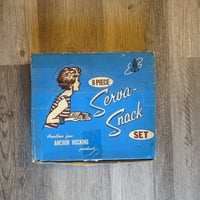 8 PIECE
Serva-
Snack
SET
Another fine
ANCHOR HOCKING
product